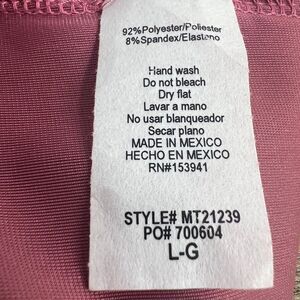 92%Polyester/Poliester
8%Spandex/Elastano
Hand wash
Do not bleach
Dry flat
Lavar a mano
No usar blanqueador
Secar plano
MADE IN MEXICO
HECHO EN MEXICO
RN#153941
STYLE# MT21239
PO# 700604
L-G